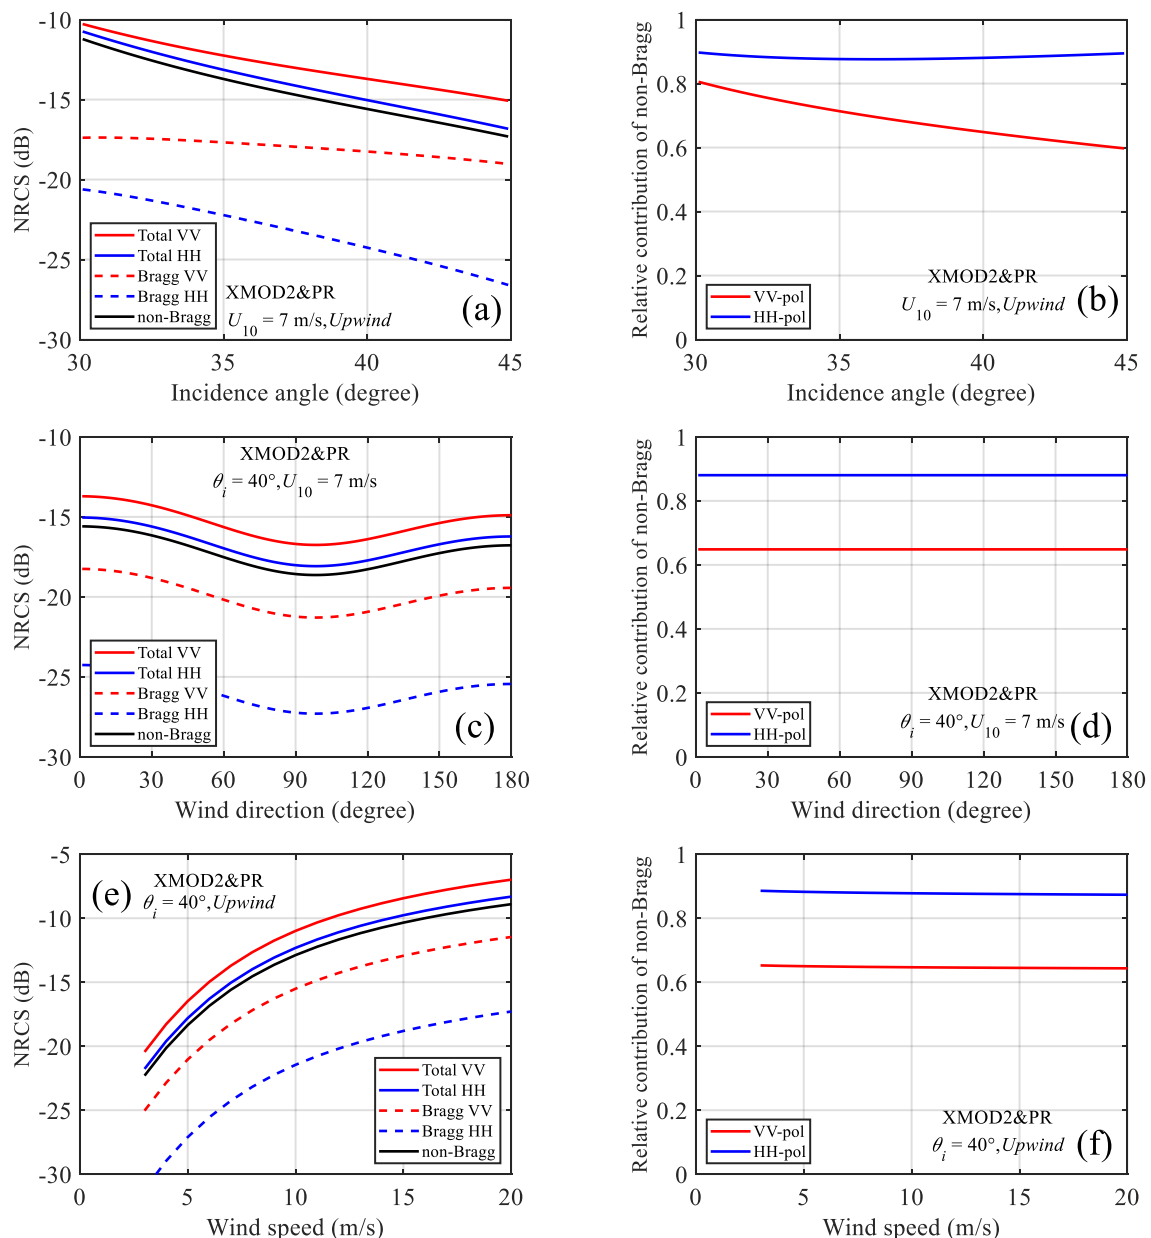 -10
-15
-20
-25
-30
NRCS (dB)
Total VV
Total HH
Bragg VV
Bragg HH
non-Bragg
XMOD2&PR
U10 = 7 m/s,Upwind
(a)
30 35 40 45
Incidence angle (degree)
1
0.8
0.6
0.4
0.2
0
Relative contribution of non-Bragg
VV-pol
HH-pol
XMOD2&PR
U10 = 7 m/s,Upwind
(b)
30 35 40 45
Incidence angle (degree)
-10
-15
-20
-25
-30
NRCS (dB)
XMOD2&PR
θi = 40°,U10 = 7 m/s
Total VV
Total HH
Bragg VV
Bragg HH
non-Bragg
(c)
0 30 60 90 120 150 180
Wind direction (degree)
1
0.8
0.6
0.4
0.2
0
Relative contribution of non-Bragg
VV-pol
HH-pol
XMOD2&PR
θi = 40°,U10 = 7 m/s
(d)
0 30 60 90 120 150 180
Wind direction (degree)
-5
-10
-15
-20
-25
-30
NRCS (dB)
(e)
XMOD2&PR
θi = 40°,Upwind
Total VV
Total HH
Bragg VV
Bragg HH
non-Bragg
0 5 10 15 20
Wind speed (m/s)
1
0.8
0.6
0.4
0.2
0
Relative contribution of non-Bragg
VV-pol
HH-pol
XMOD2&PR
θi = 40°,Upwind
(f)
0 5 10 15 20
Wind speed (m/s)